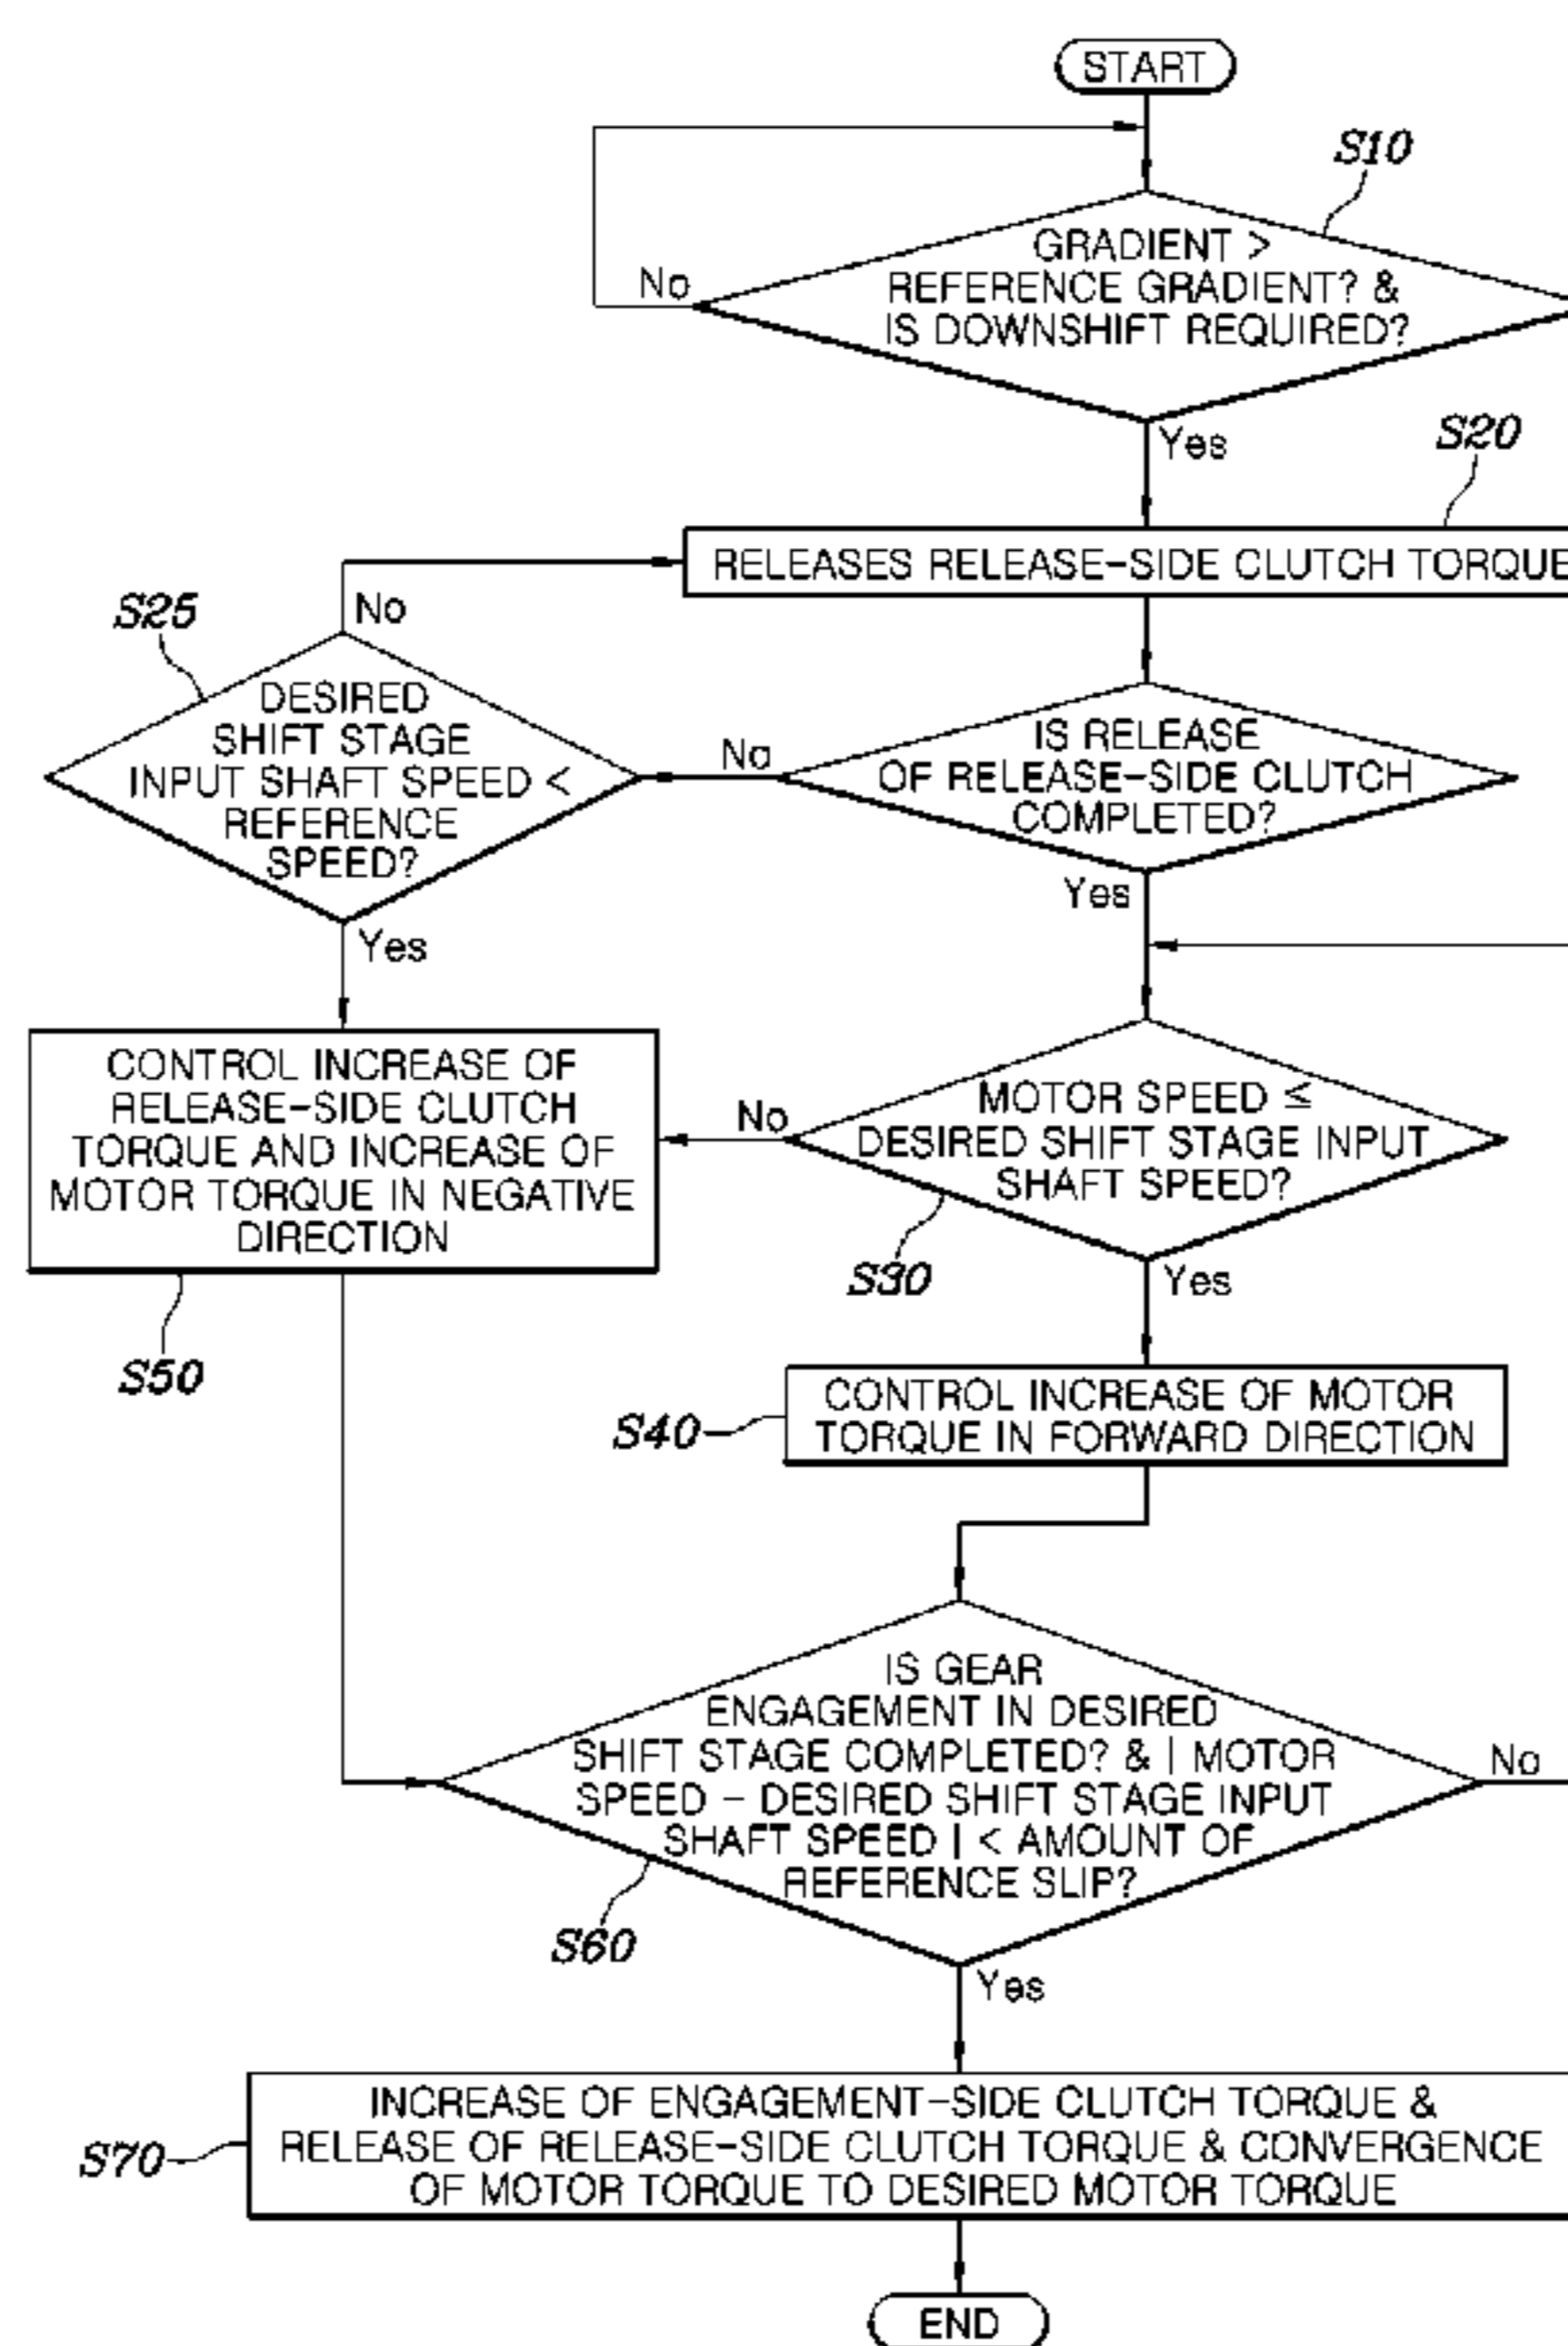 START
S10
GRADIENT >
REFERENCE GRADIENT? &
IS DOWNSHIFT REQUIRED?
No
Yes
S20
RELEASES RELEASE-SIDE CLUTCH TORQUE
S25
No
DESIRED
SHIFT STAGE
INPUT SHAFT SPEED <
REFERENCE
SPEED?
No
IS RELEASE
OF RELEASE-SIDE CLUTCH
COMPLETED?
Yes
Yes
CONTROL INCREASE OF
RELEASE-SIDE CLUTCH
TORQUE AND INCREASE OF
MOTOR TORQUE IN NEGATIVE
DIRECTION
S50
No
MOTOR SPEED ≤
DESIRED SHIFT STAGE INPUT
SHAFT SPEED?
S30
Yes
S40
CONTROL INCREASE OF MOTOR
TORQUE IN FORWARD DIRECTION
IS GEAR
ENGAGEMENT IN DESIRED
SHIFT STAGE COMPLETED? & | MOTOR
SPEED - DESIRED SHIFT STAGE INPUT
SHAFT SPEED | < AMOUNT OF
REFERENCE SLIP?
No
S60
Yes
S70
INCREASE OF ENGAGEMENT-SIDE CLUTCH TORQUE &
RELEASE OF RELEASE-SIDE CLUTCH TORQUE & CONVERGENCE
OF MOTOR TORQUE TO DESIRED MOTOR TORQUE
END